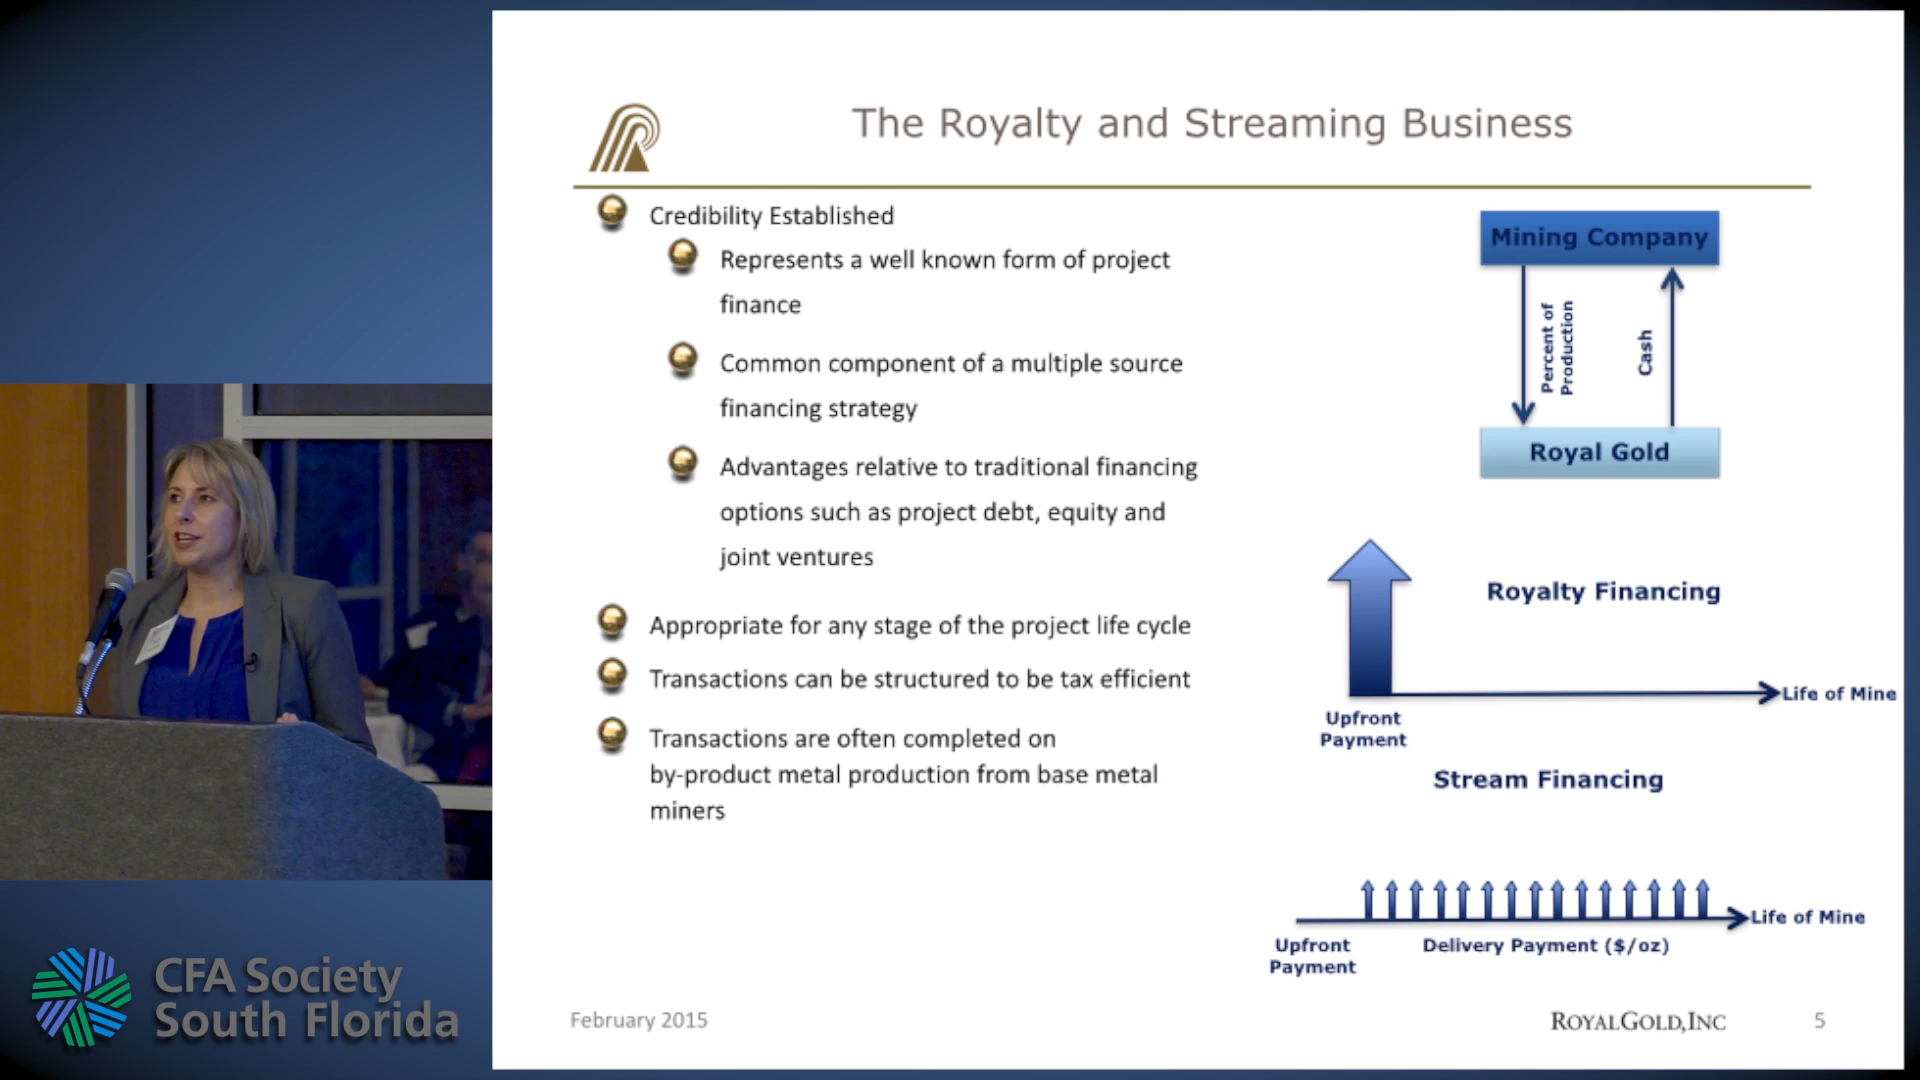 The Royalty and Streaming Business
Credibility Established
Represents a well known form of project
finance
Common component of a multiple source
financing strategy
Advantages relative to traditional financing
options such as project debt, equity and
joint ventures
Appropriate for any stage of the project life cycle
Transactions can be structured to be tax efficient
Transactions are often completed on
by-product metal production from base metal
miners
Mining Company
Percent of
Production
Cash
Royal Gold
Royalty Financing
Life of Mine
Upfront
Payment
Stream Financing
Life of Mine
Upfront
Payment
Delivery Payment ($/oz)
February 2015
ROYAL GOLD, INC
5
CFA Society
South Florida